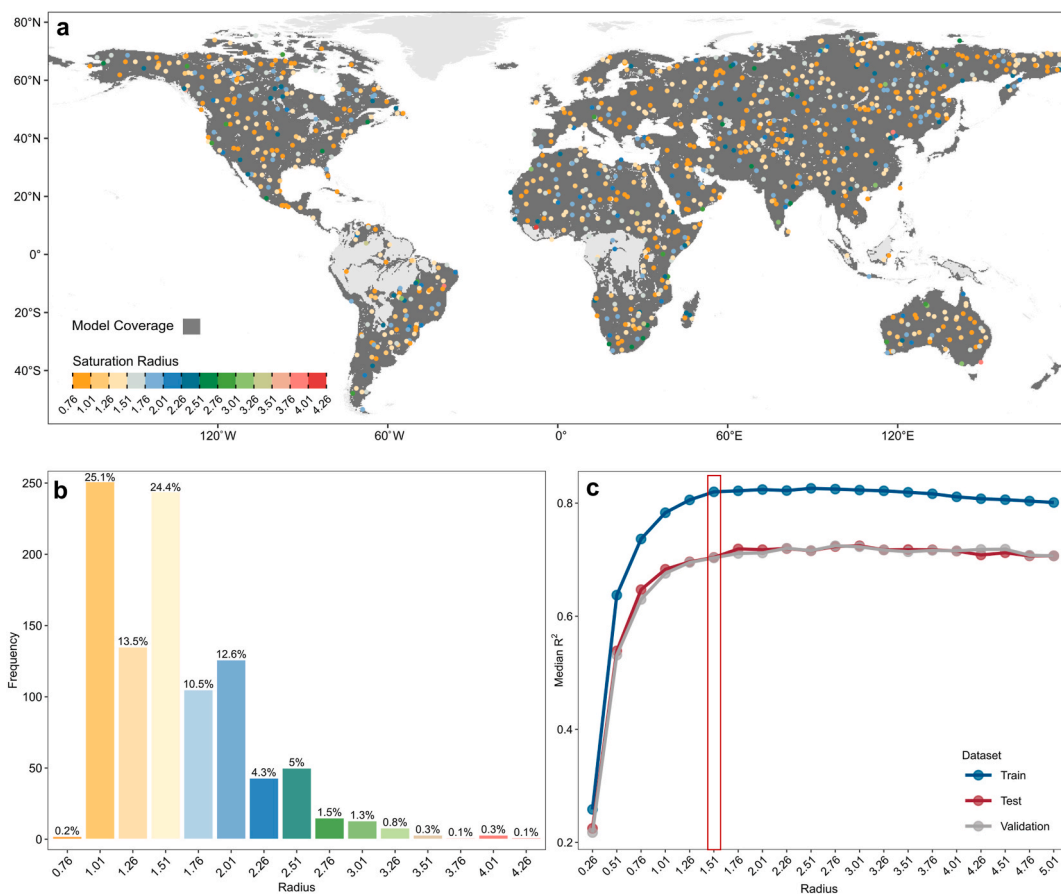 a
80°N
60°N
40°N
20°N
0°
20°S
40°S
Model Coverage
Saturation Radius
0.76 1.01 1.26 1.51 1.76 2.01 2.26 2.51 2.76 3.01 3.26 3.51 3.76 4.01 4.26
120°W 60°W 0° 60°E 120°E
b
Frequency
250
200
150
100
50
0
0.2% 25.1% 13.5% 24.4% 10.5% 12.6% 4.3% 5% 1.5% 1.3% 0.8% 0.3% 0.1% 0.3% 0.1%
0.76 1.01 1.26 1.51 1.76 2.01 2.26 2.51 2.76 3.01 3.26 3.51 3.76 4.01 4.26
Radius
c
Median R²
0.8
0.6
0.4
0.2
Dataset
Train
Test
Validation
0.26 0.51 0.76 1.01 1.26 1.51 1.76 2.01 2.26 2.51 2.76 3.01 3.26 3.51 3.76 4.01 4.26 4.51 4.76 5.01
Radius